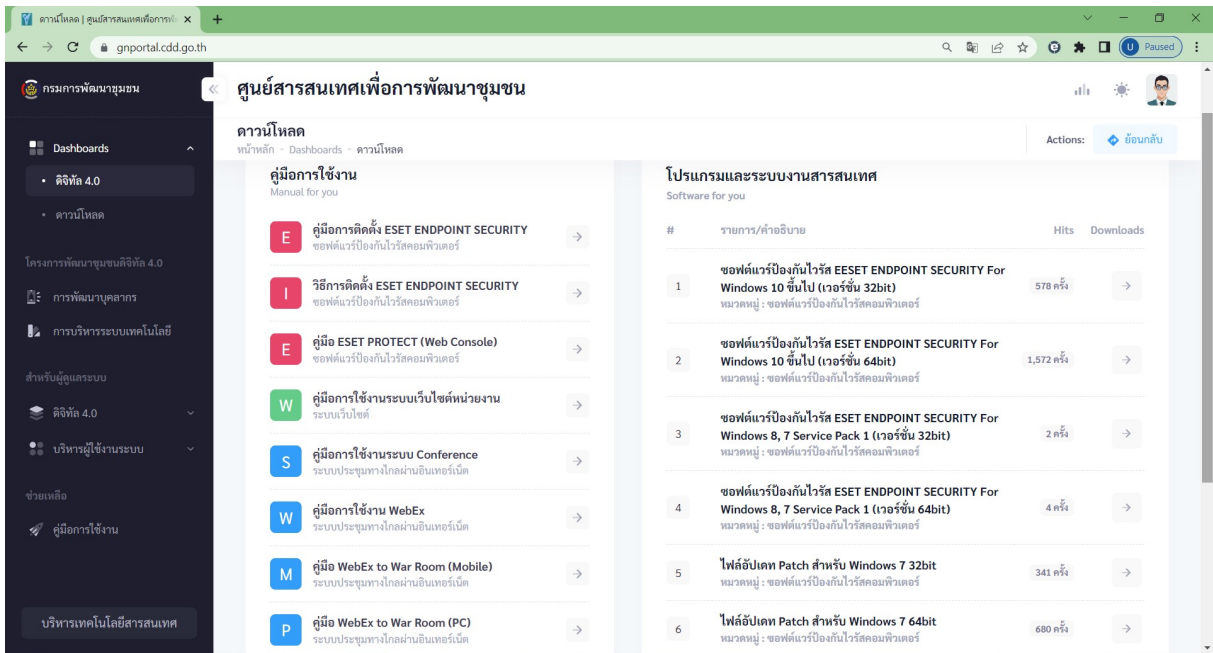 ดาวน์โหลด | ศูนย์สารสนเทศเพื่อการพั
gnportal.cdd.go.th
U Paused
กรมการพัฒนาชุมชน
Dashboards
ดิจิทัล 4.0
ดาวน์โหลด
โครงการพัฒนาชุมชนดิจิทัล 4.0
การพัฒนาบุคลากร
การบริหารระบบเทคโนโลยี
สำหรับผู้ดูแลระบบ
ดิจิทัล 4.0
บริหารผู้ใช้งานระบบ
ช่วยเหลือ
คู่มือการใช้งาน
บริหารเทคโนโลยีสารสนเทศ
ศูนย์สารสนเทศเพื่อการพัฒนาชุมชน
ดาวน์โหลด
หน้าหลัก - Dashboards - ดาวน์โหลด
Actions: ย้อนกลับ
คู่มือการใช้งาน
Manual for you
E คู่มือการติดตั้ง ESET ENDPOINT SECURITY
ซอฟต์แวร์ป้องกันไวรัสคอมพิวเตอร์
I วิธีการติดตั้ง ESET ENDPOINT SECURITY
ซอฟต์แวร์ป้องกันไวรัสคอมพิวเตอร์
E คู่มือ ESET PROTECT (Web Console)
ซอฟต์แวร์ป้องกันไวรัสคอมพิวเตอร์
W คู่มือการใช้งานระบบเว็บไซต์หน่วยงาน
ระบบเว็บไซต์
S คู่มือการใช้งานระบบ Conference
ระบบประชุมทางไกลผ่านอินเทอร์เน็ต
W คู่มือการใช้งาน WebEx
ระบบประชุมทางไกลผ่านอินเทอร์เน็ต
M คู่มือ WebEx to War Room (Mobile)
ระบบประชุมทางไกลผ่านอินเทอร์เน็ต
P คู่มือ WebEx to War Room (PC)
ระบบประชุมทางไกลผ่านอินเทอร์เน็ต
โปรแกรมและระบบงานสารสนเทศ
Software for you
# รายการ/คำอธิบาย Hits Downloads
ซอฟต์แวร์ป้องกันไวรัส EESET ENDPOINT SECURITY For
1 Windows 10 ขึ้นไป (เวอร์ชั่น 32bit) 578 ครั้ง
หมวดหมู่ : ซอฟต์แวร์ป้องกันไวรัสคอมพิวเตอร์
ซอฟต์แวร์ป้องกันไวรัส ESET ENDPOINT SECURITY For
2 Windows 10 ขึ้นไป (เวอร์ชั่น 64bit) 1,572 ครั้ง
หมวดหมู่ : ซอฟต์แวร์ป้องกันไวรัสคอมพิวเตอร์
ซอฟต์แวร์ป้องกันไวรัส ESET ENDPOINT SECURITY For
3 Windows 8, 7 Service Pack 1 (เวอร์ชั่น 32bit) 2 ครั้ง
หมวดหมู่ : ซอฟต์แวร์ป้องกันไวรัสคอมพิวเตอร์
ซอฟต์แวร์ป้องกันไวรัส ESET ENDPOINT SECURITY For
4 Windows 8, 7 Service Pack 1 (เวอร์ชั่น 64bit) 4 ครั้ง
หมวดหมู่ : ซอฟต์แวร์ป้องกันไวรัสคอมพิวเตอร์
5 ไฟล์อัปเดท Patch สำหรับ Windows 7 32bit 341 ครั้ง
หมวดหมู่ : ซอฟต์แวร์ป้องกันไวรัสคอมพิวเตอร์
6 ไฟล์อัปเดท Patch สำหรับ Windows 7 64bit 680 ครั้ง
หมวดหมู่ : ซอฟต์แวร์ป้องกันไวรัสคอมพิวเตอร์